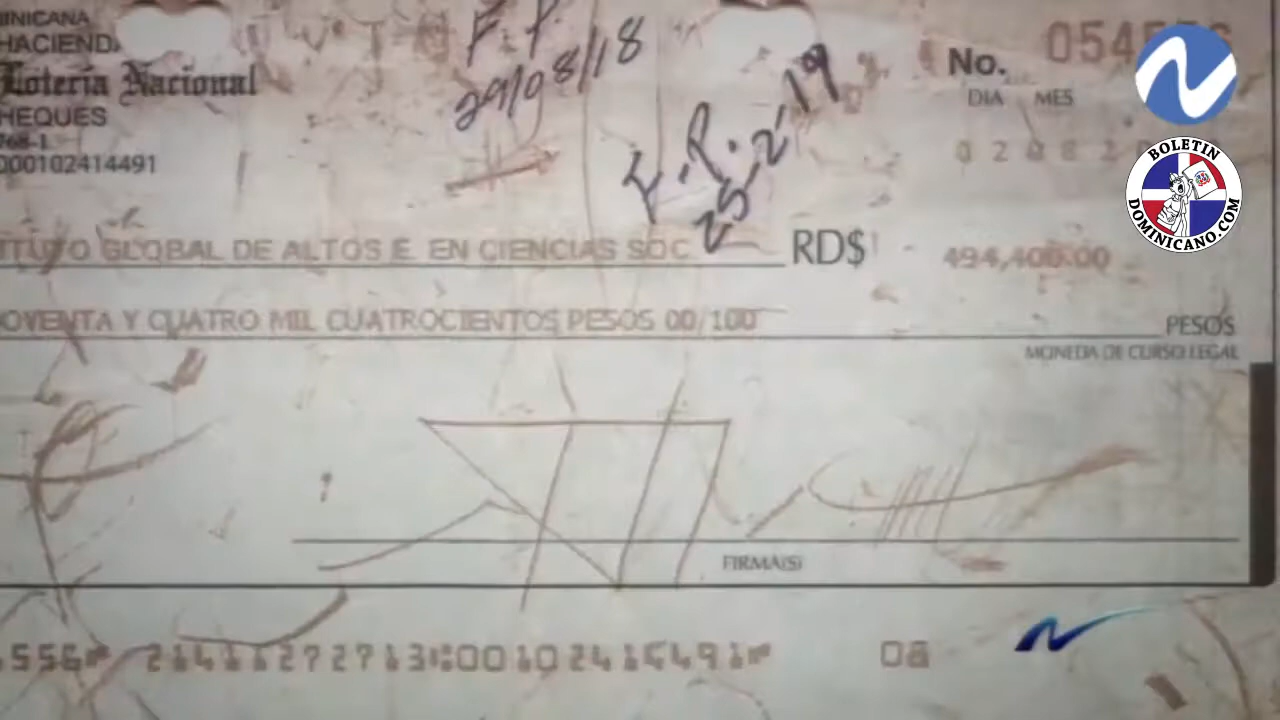 INICANA
HACIENDA
Lotería Nacional
HEQUES
768-1
000102414491
F. P.
29/08/18
F.P.
25-2-19
No.
DIA MES
BOLETIN
DOMINICANO.COM
ITUTO GLOBAL DE ALTOS E. EN CIENCIAS SOC
RD$ 494,400.00
OVENTA Y CUATRO MIL CUATROCIENTOS PESOS 00/100
PESOS
MONEDA DE CURSO LEGAL
FIRMA(S)